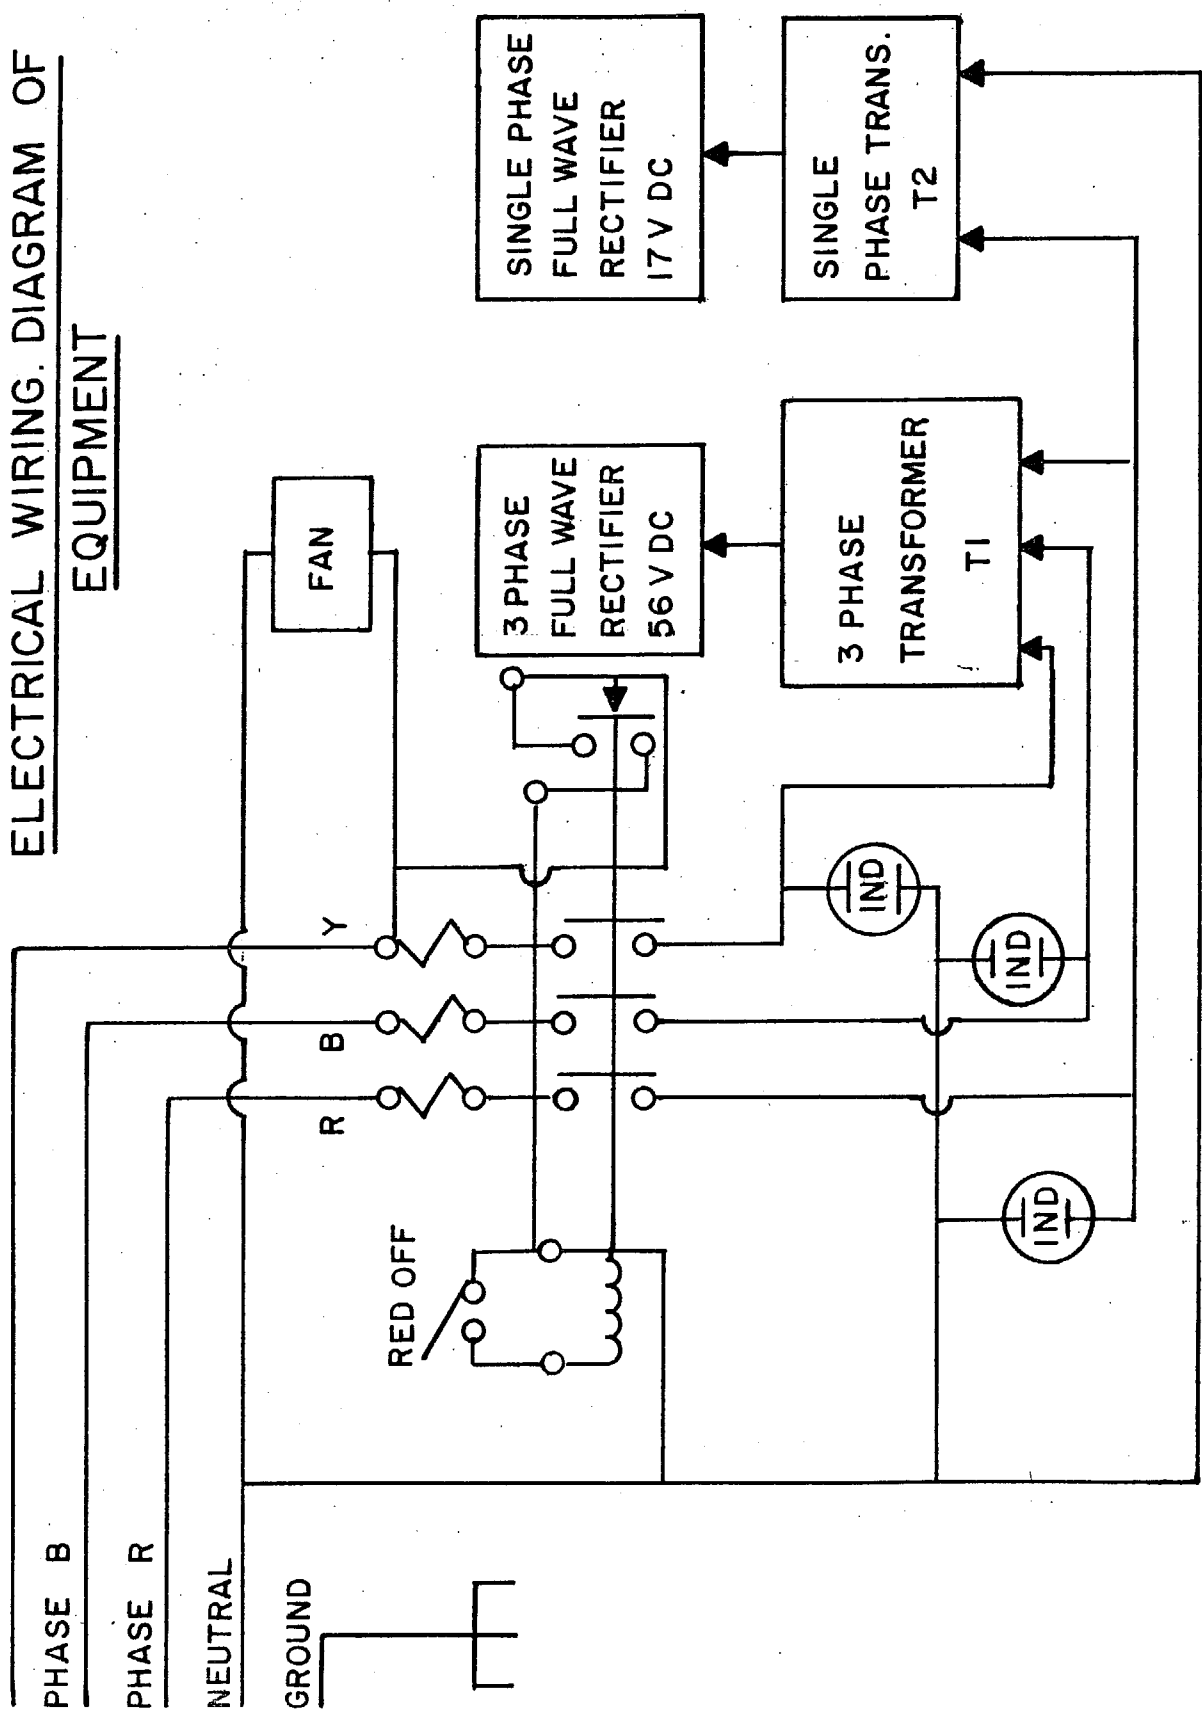 ELECTRICAL WIRING. DIAGRAM OF
EQUIPMENT
PHASE B
PHASE R
NEUTRAL
GROUND
R
B
Y
FAN
RED OFF
3 PHASE
FULL WAVE
RECTIFIER
56 V DC
SINGLE PHASE
FULL WAVE
RECTIFIER
17 V DC
3 PHASE
TRANSFORMER
T1
SINGLE
PHASE TRANS.
T2
IND
IND
IND